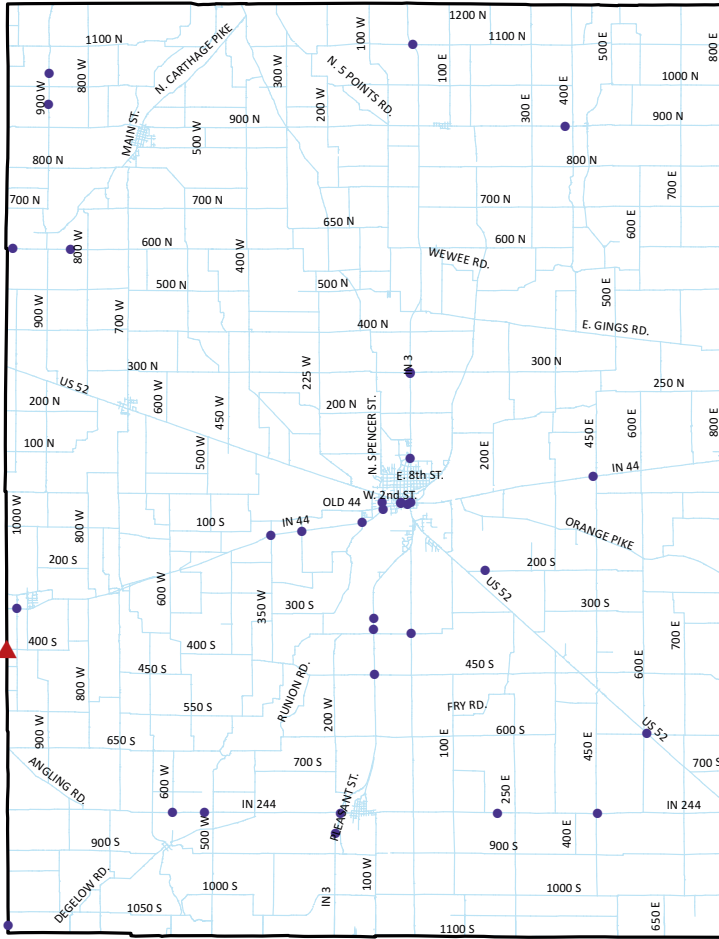 1200 N
1100 N
100 W
1100 N
500 E
800 E
N. CARTHAGE PIKE
800 W
900 W
300 W
N. 5 POINTS RD.
100 E
1000 N
400 E
200 W
300 E
900 N
900 N
MAIN ST.
500 W
800 N
800 N
700 E
700 N
700 N
700 N
650 N
600 E
600 N
600 N
800 W
400 W
WEWEE RD.
500 N
500 N
500 E
900 W
700 W
400 N
E. GINGS RD.
IN 3
300 N
300 N
225 W
US 52
250 N
600 W
200 N
450 W
200 N
N. SPENCER ST.
600 E
800 E
450 E
100 N
500 W
200 E
E. 8th ST.
IN 44
W. 2nd ST.
OLD 44
1000 W
800 W
100 S
IN 44
ORANGE PIKE
200 S
200 S
600 W
350 W
300 S
US 52
300 S
700 E
400 S
400 S
450 S
450 S
600 E
800 W
RUNION RD.
550 S
200 W
FRY RD.
900 W
650 S
100 E
600 S
450 E
US 52
700 S
700 S
ANGLING RD.
600 W
IN 244
PLEASANT ST.
250 E
IN 244
500 W
900 S
900 S
400 E
DEGELOW RD.
1000 S
IN 3
100 W
1000 S
1050 S
650 E
1100 S